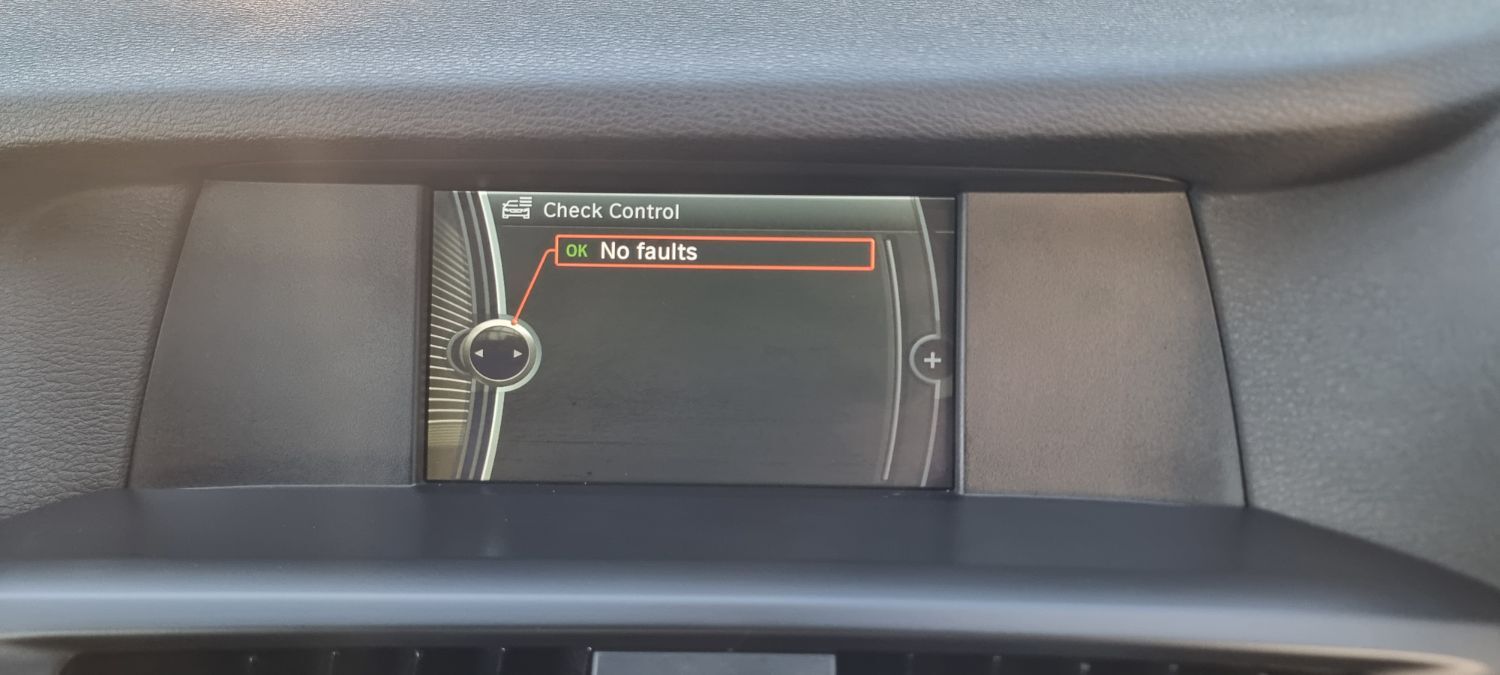 Check Control
OK No faults